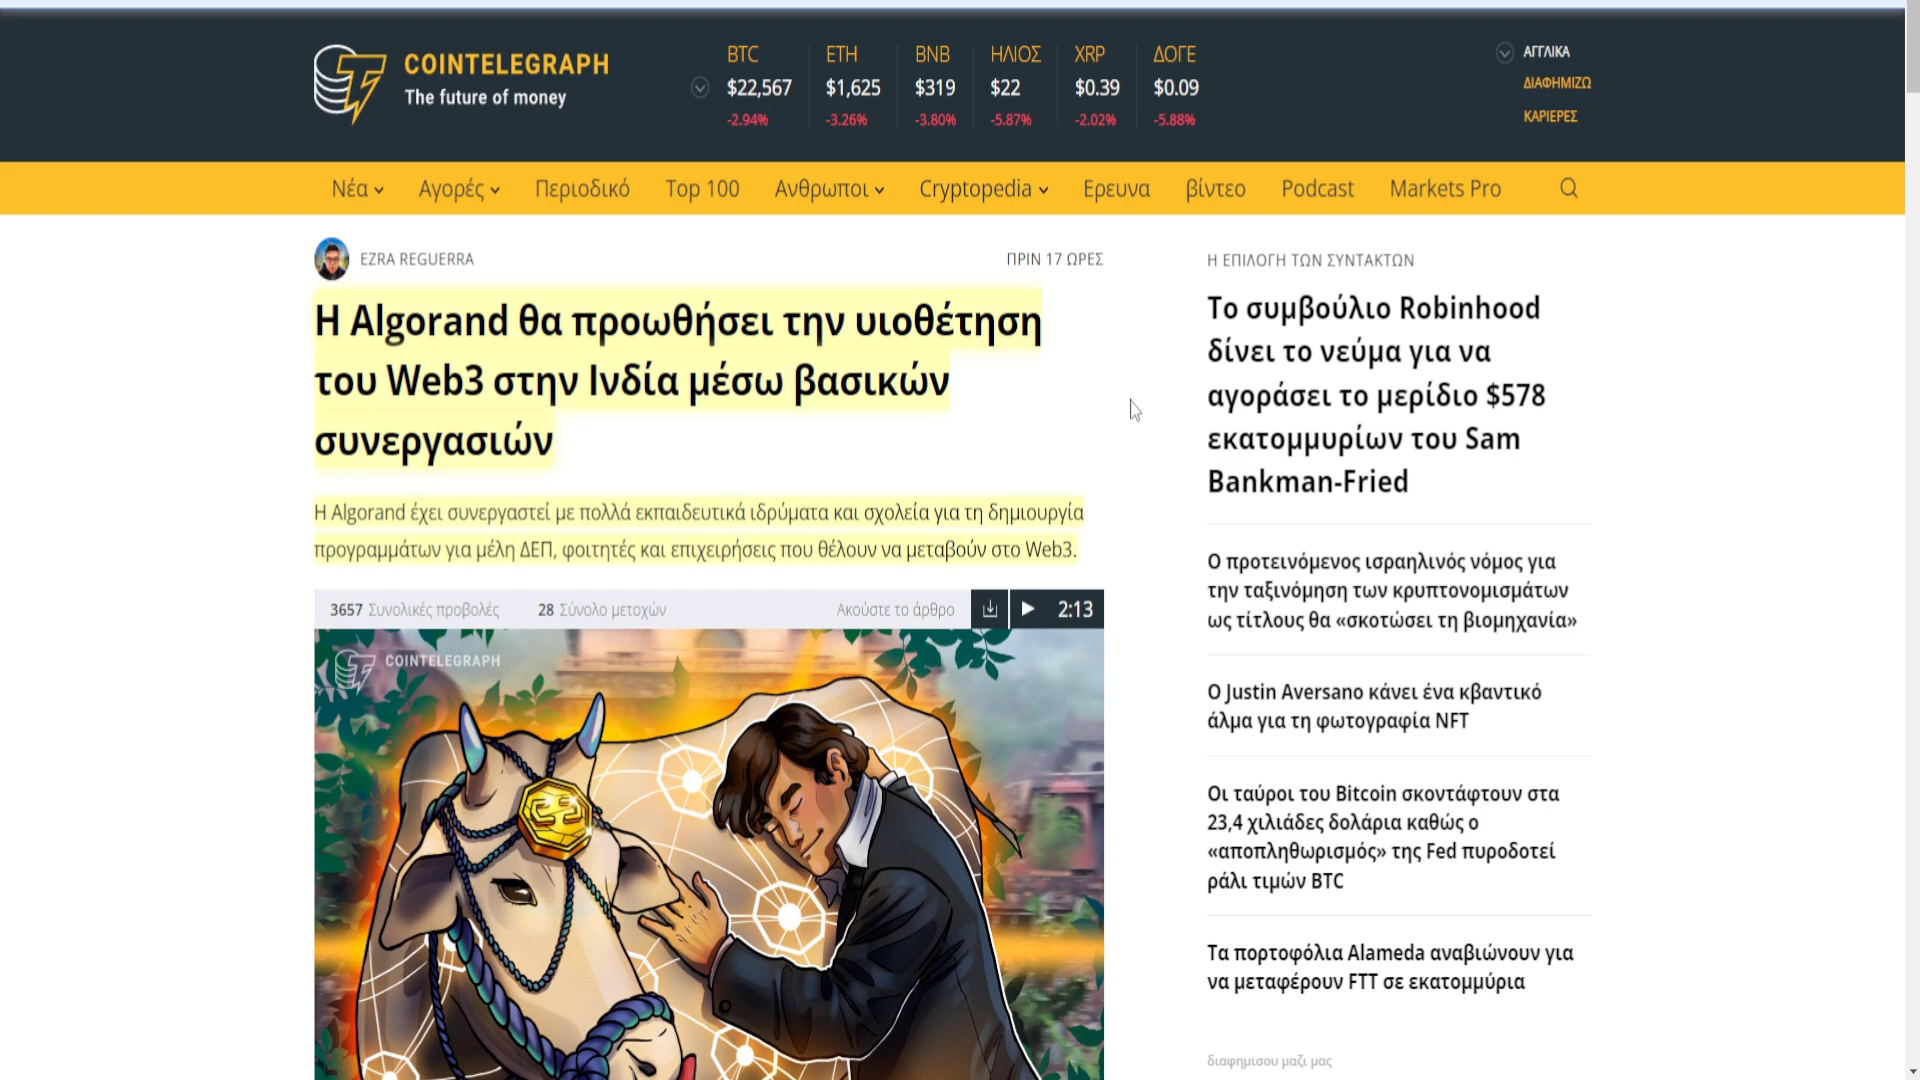 COINTELEGRAPH
The future of money
BTC
$22,567
-2.94%
ETH
$1,625
-3.26%
BNB
$319
-3.80%
ΗΛΙΟΣ
$22
-5.87%
XRP
$0.39
-2.02%
ΔΟΓΕ
$0.09
-5.88%
ΑΓΓΛΙΚΑ
ΔΙΑΦΗΜΙΖΩ
ΚΑΡΙΕΡΕΣ
Νέα
Αγορές
Περιοδικό
Top 100
Ανθρωποι
Cryptopedia
Ερευνα
βίντεο
Podcast
Markets Pro
EZRA REGUERRA
ΠΡΙΝ 17 ΩΡΕΣ
Η Algorand θα προωθήσει την υιοθέτηση
του Web3 στην Ινδία μέσω βασικών
συνεργασιών
Η Algorand έχει συνεργαστεί με πολλά εκπαιδευτικά ιδρύματα και σχολεία για τη δημιουργία
προγραμμάτων για μέλη ΔΕΠ, φοιτητές και επιχειρήσεις που θέλουν να μεταβούν στο Web3.
3657 Συνολικές προβολές
28 Σύνολο μετοχών
Ακούστε το άρθρο
2:13
COINTELEGRAPH
Η ΕΠΙΛΟΓΗ ΤΩΝ ΣΥΝΤΑΚΤΩΝ
Το συμβούλιο Robinhood
δίνει το νεύμα για να
αγοράσει το μερίδιο $578
εκατομμυρίων του Sam
Bankman-Fried
Ο προτεινόμενος ισραηλινός νόμος για
την ταξινόμηση των κρυπτονομισμάτων
ως τίτλους θα «σκοτώσει τη βιομηχανία»
Ο Justin Aversano κάνει ένα κβαντικό
άλμα για τη φωτογραφία NFT
Οι ταύροι του Bitcoin σκοντάφτουν στα
23,4 χιλιάδες δολάρια καθώς ο
«αποπληθωρισμός» της Fed πυροδοτεί
ράλι τιμών BTC
Τα πορτοφόλια Alameda αναβιώνουν για
να μεταφέρουν FTT σε εκατομμύρια
διαφημισου μαζι μας